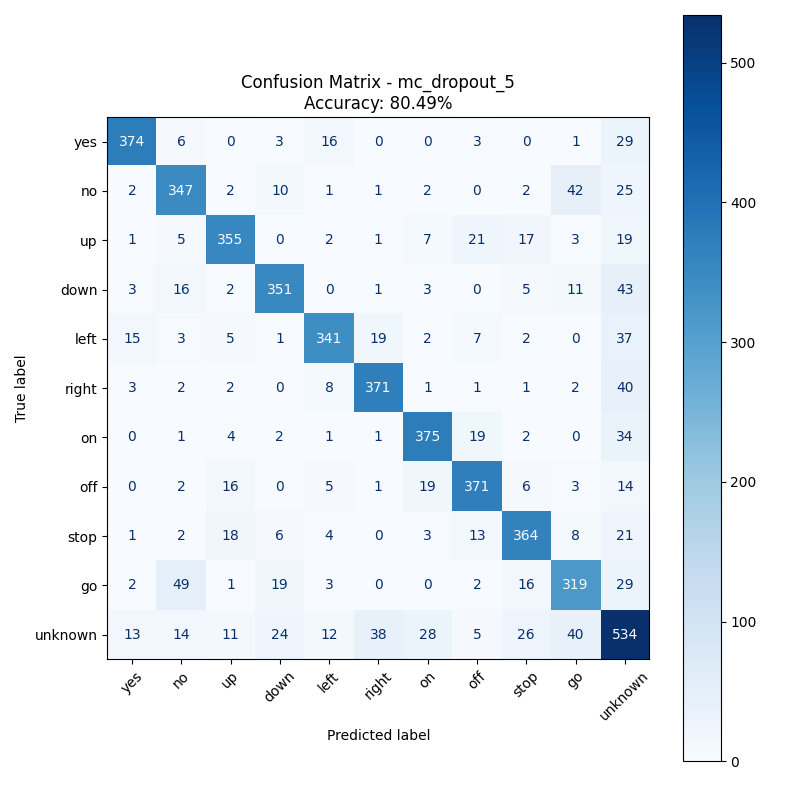 Confusion Matrix - mc_dropout_5
Accuracy: 80.49%
True label
yes 374 6 0 3 16 0 0 3 0 1 29
no 2 347 2 10 1 1 2 0 2 42 25
up 1 5 355 0 2 1 7 21 17 3 19
down 3 16 2 351 0 1 3 0 5 11 43
left 15 3 5 1 341 19 2 7 2 0 37
right 3 2 2 0 8 371 1 1 1 2 40
on 0 1 4 2 1 1 375 19 2 0 34
off 0 2 16 0 5 1 19 371 6 3 14
stop 1 2 18 6 4 0 3 13 364 8 21
go 2 49 1 19 3 0 0 2 16 319 29
unknown 13 14 11 24 12 38 28 5 26 40 534
yes no up down left right on off stop go unknown
Predicted label
500
400
300
200
100
0